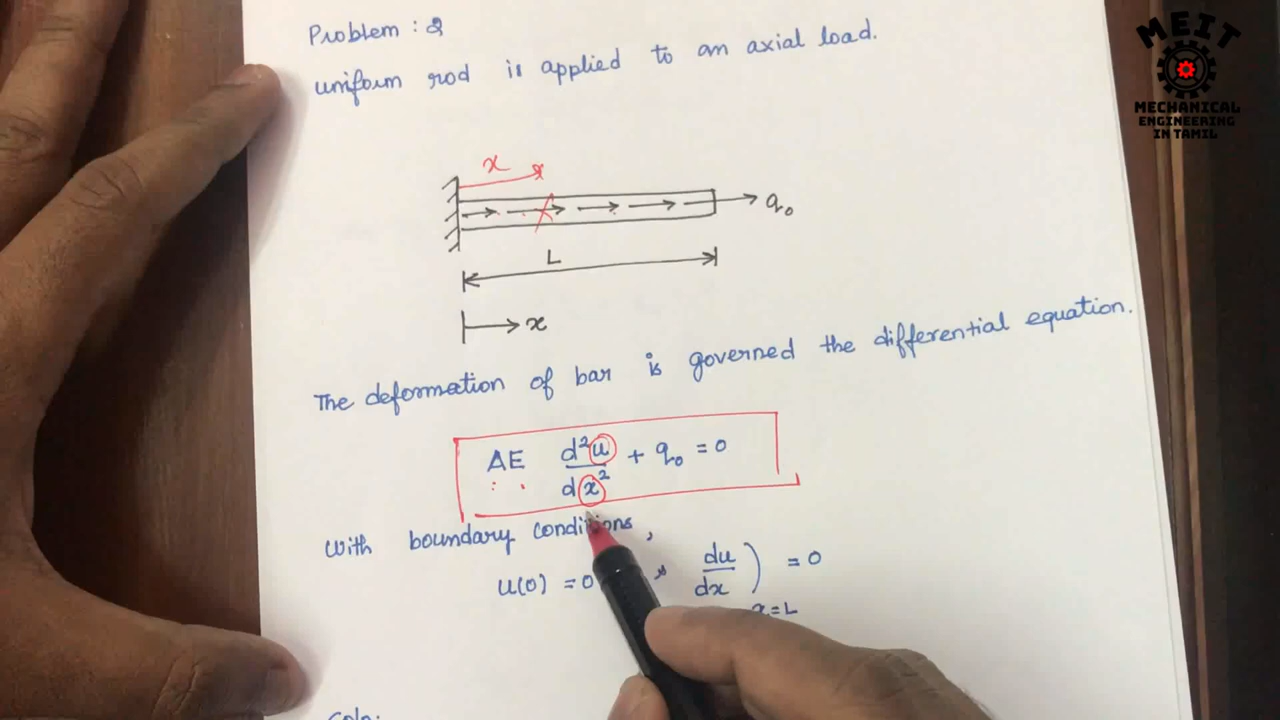 Problem : 2
uniform rod is applied to an axial load.
x
q₀
L
x
The deformation of bar is governed the differential equation.
AE d²u/dx² + q₀ = 0
With boundary conditions,
u(0) = 0 , du/dx ) = 0
x=L
Soln:
MEIT
MECHANICAL
ENGINEERING
IN TAMIL